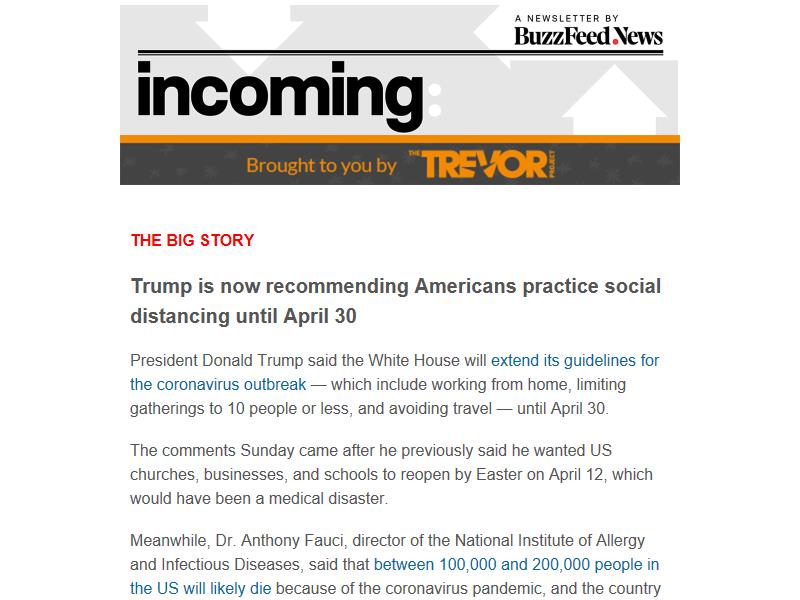 A NEWSLETTER BY
BuzzFeed.News
incoming:
Brought to you by THE TREVOR PROJECT
THE BIG STORY
Trump is now recommending Americans practice social
distancing until April 30
President Donald Trump said the White House will extend its guidelines for
the coronavirus outbreak — which include working from home, limiting
gatherings to 10 people or less, and avoiding travel — until April 30.
The comments Sunday came after he previously said he wanted US
churches, businesses, and schools to reopen by Easter on April 12, which
would have been a medical disaster.
Meanwhile, Dr. Anthony Fauci, director of the National Institute of Allergy
and Infectious Diseases, said that between 100,000 and 200,000 people in
the US will likely die because of the coronavirus pandemic, and the country